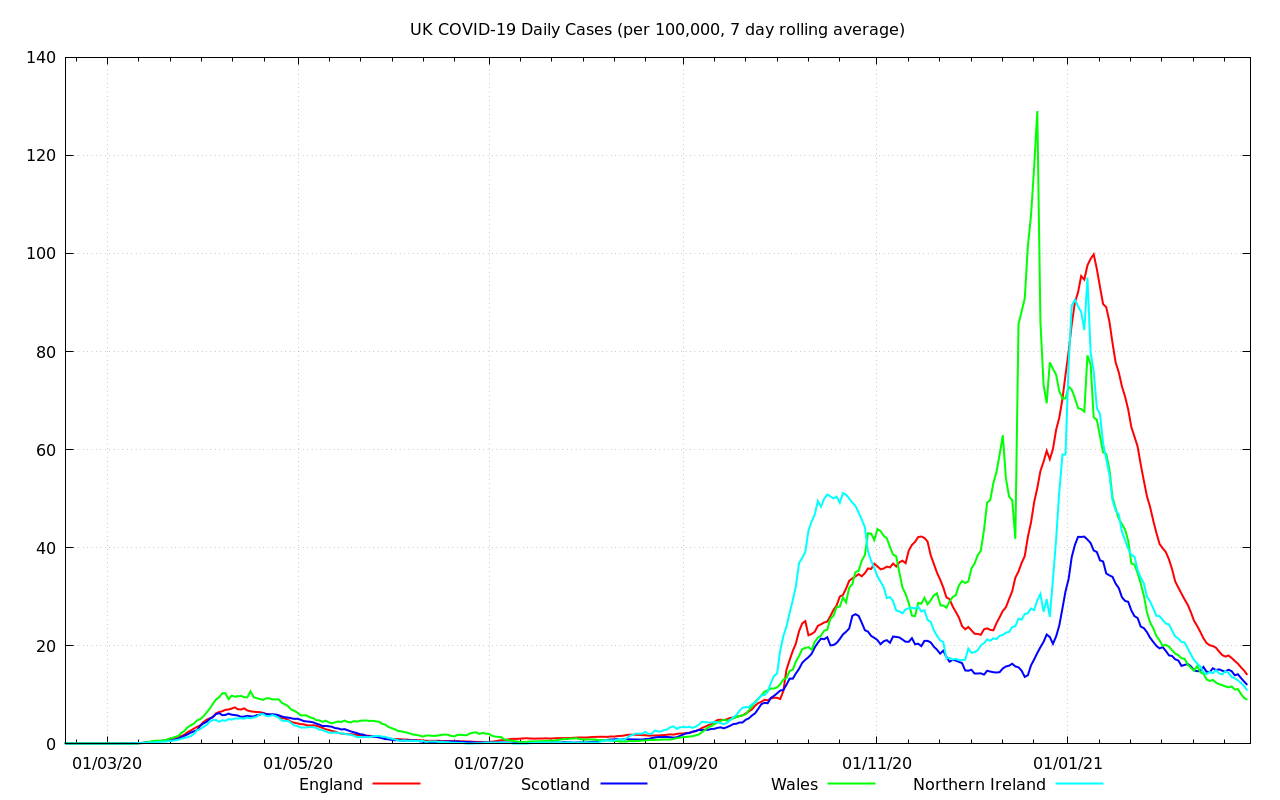 UK COVID-19 Daily Cases (per 100,000, 7 day rolling average)
140
120
100
80
60
40
20
0
01/03/20 01/05/20 01/07/20 01/09/20 01/11/20 01/01/21
England Scotland Wales Northern Ireland